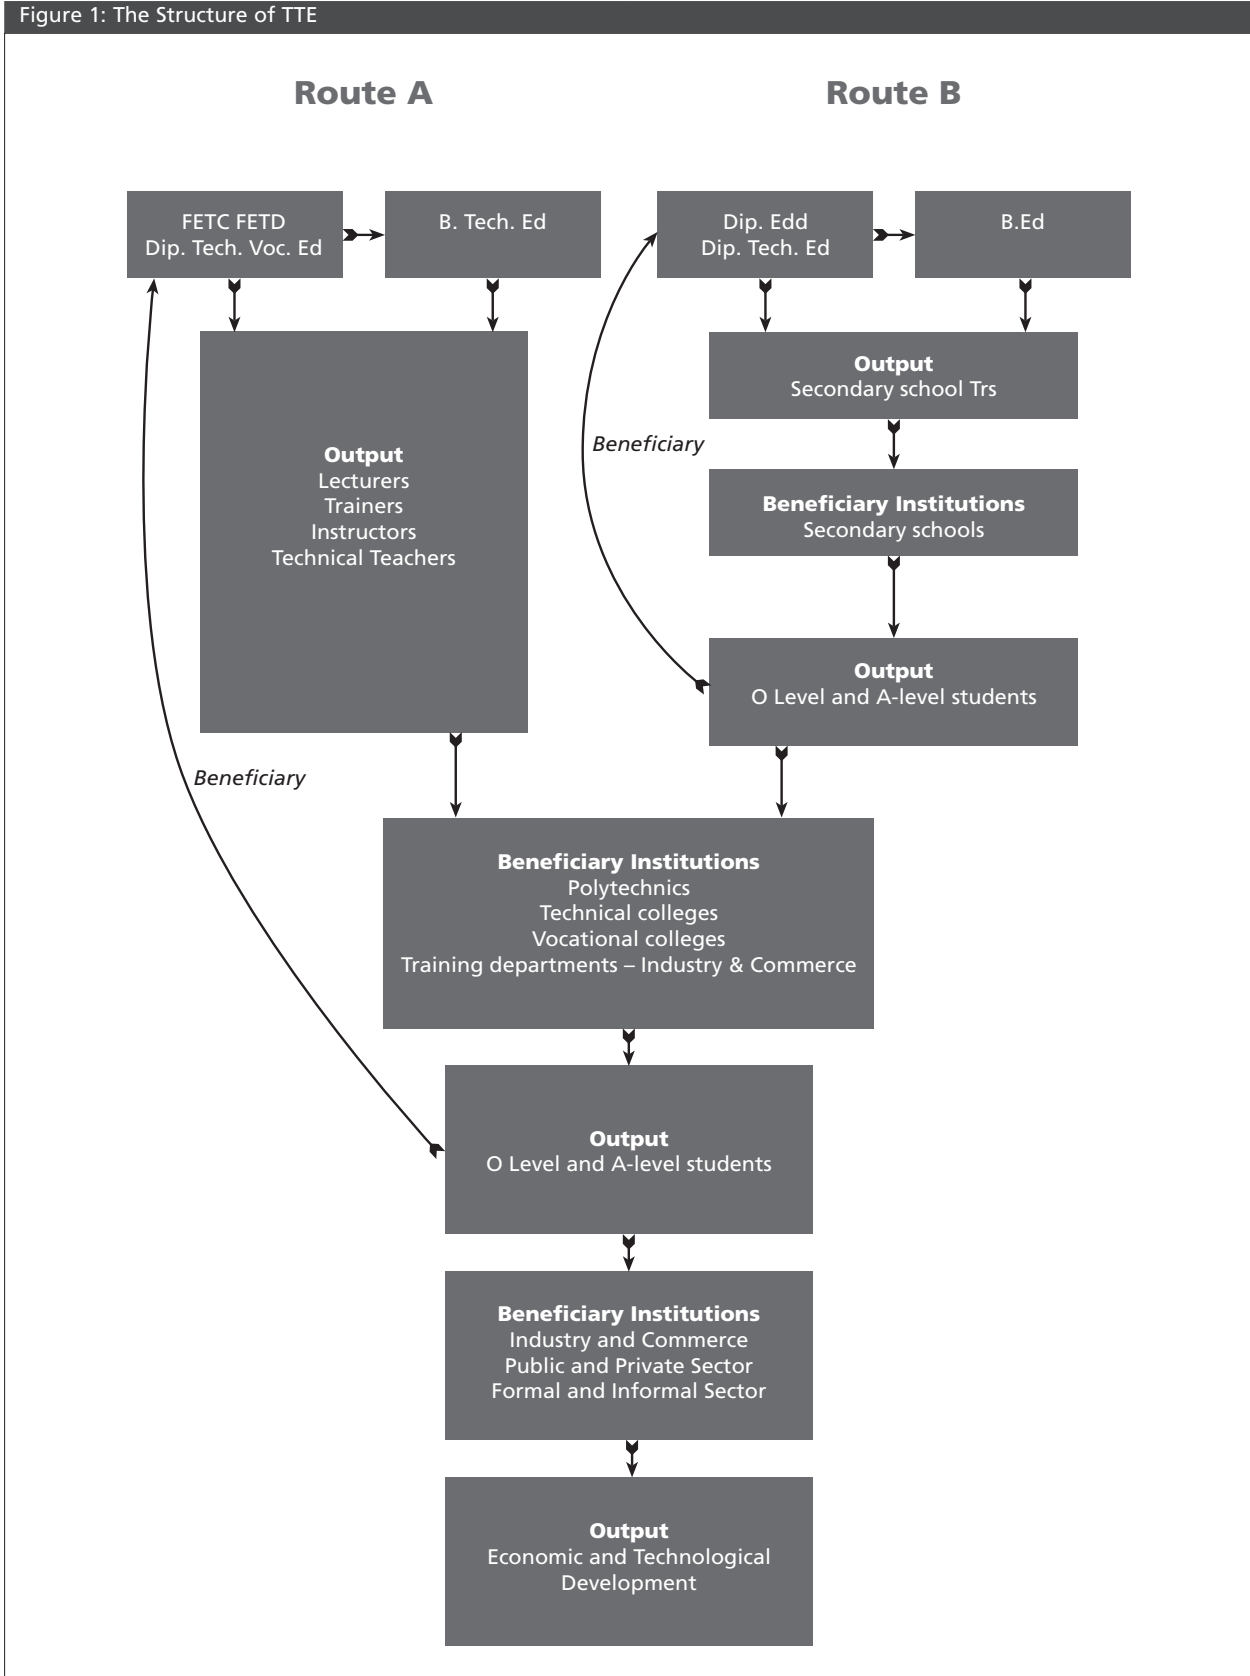 Figure 1: The Structure of TTE
Route A
Route B
FETC FETD
Dip. Tech. Voc. Ed
B. Tech. Ed
Dip. Edd
Dip. Tech. Ed
B.Ed
Output
Secondary school Trs
Output
Lecturers
Trainers
Instructors
Technical Teachers
Beneficiary
Beneficiary Institutions
Secondary schools
Output
O Level and A-level students
Beneficiary
Beneficiary Institutions
Polytechnics
Technical colleges
Vocational colleges
Training departments – Industry & Commerce
Output
O Level and A-level students
Beneficiary Institutions
Industry and Commerce
Public and Private Sector
Formal and Informal Sector
Output
Economic and Technological
Development